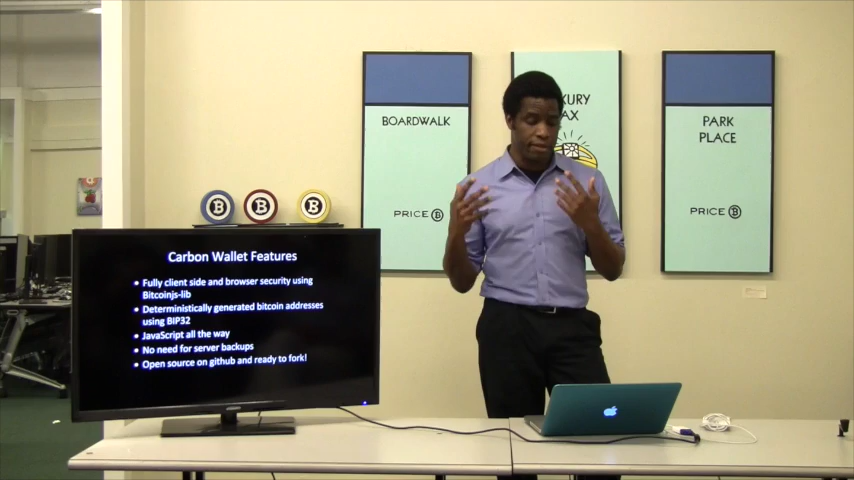 BOARDWALK
PRICE
XURY
AX
PARK
PLACE
PRICE
Carbon Wallet Features
• Fully client side and browser security using
Bitcoinjs-lib
• Deterministically generated bitcoin addresses
using BIP32
• JavaScript all the way
• No need for server backups
• Open source on github and ready to fork!